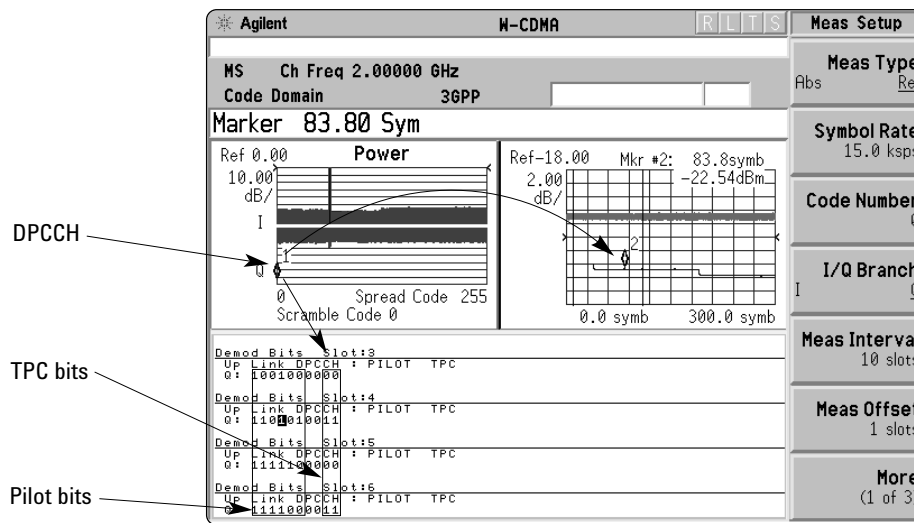 Agilent W-CDMA R L T S Meas Setup
MS Ch Freq 2.00000 GHz
Code Domain 3GPP
Marker 83.80 Sym
Ref 0.00 Power
10.00
dB/
I
Q
1
0 Spread Code 255
Scramble Code 0
Ref-18.00 Mkr #2: 83.8symb
2.00 -22.54dBm
dB/
2
0.0 symb 300.0 symb
DPCCH
TPC bits
Pilot bits
Demod Bits Slot:3
Up Link DPCCH : PILOT TPC
Q: 1001000000
Demod Bits Slot:4
Up Link DPCCH : PILOT TPC
Q: 1101010011
Demod Bits Slot:5
Up Link DPCCH : PILOT TPC
Q: 1111100000
Demod Bits Slot:6
Up Link DPCCH : PILOT TPC
Q: 1111100011
Meas Type
Abs Re
Symbol Rate
15.0 ksps
Code Number
I/Q Branch
I Q
Meas Interva
10 slots
Meas Offset
1 slots
More
(1 of 3